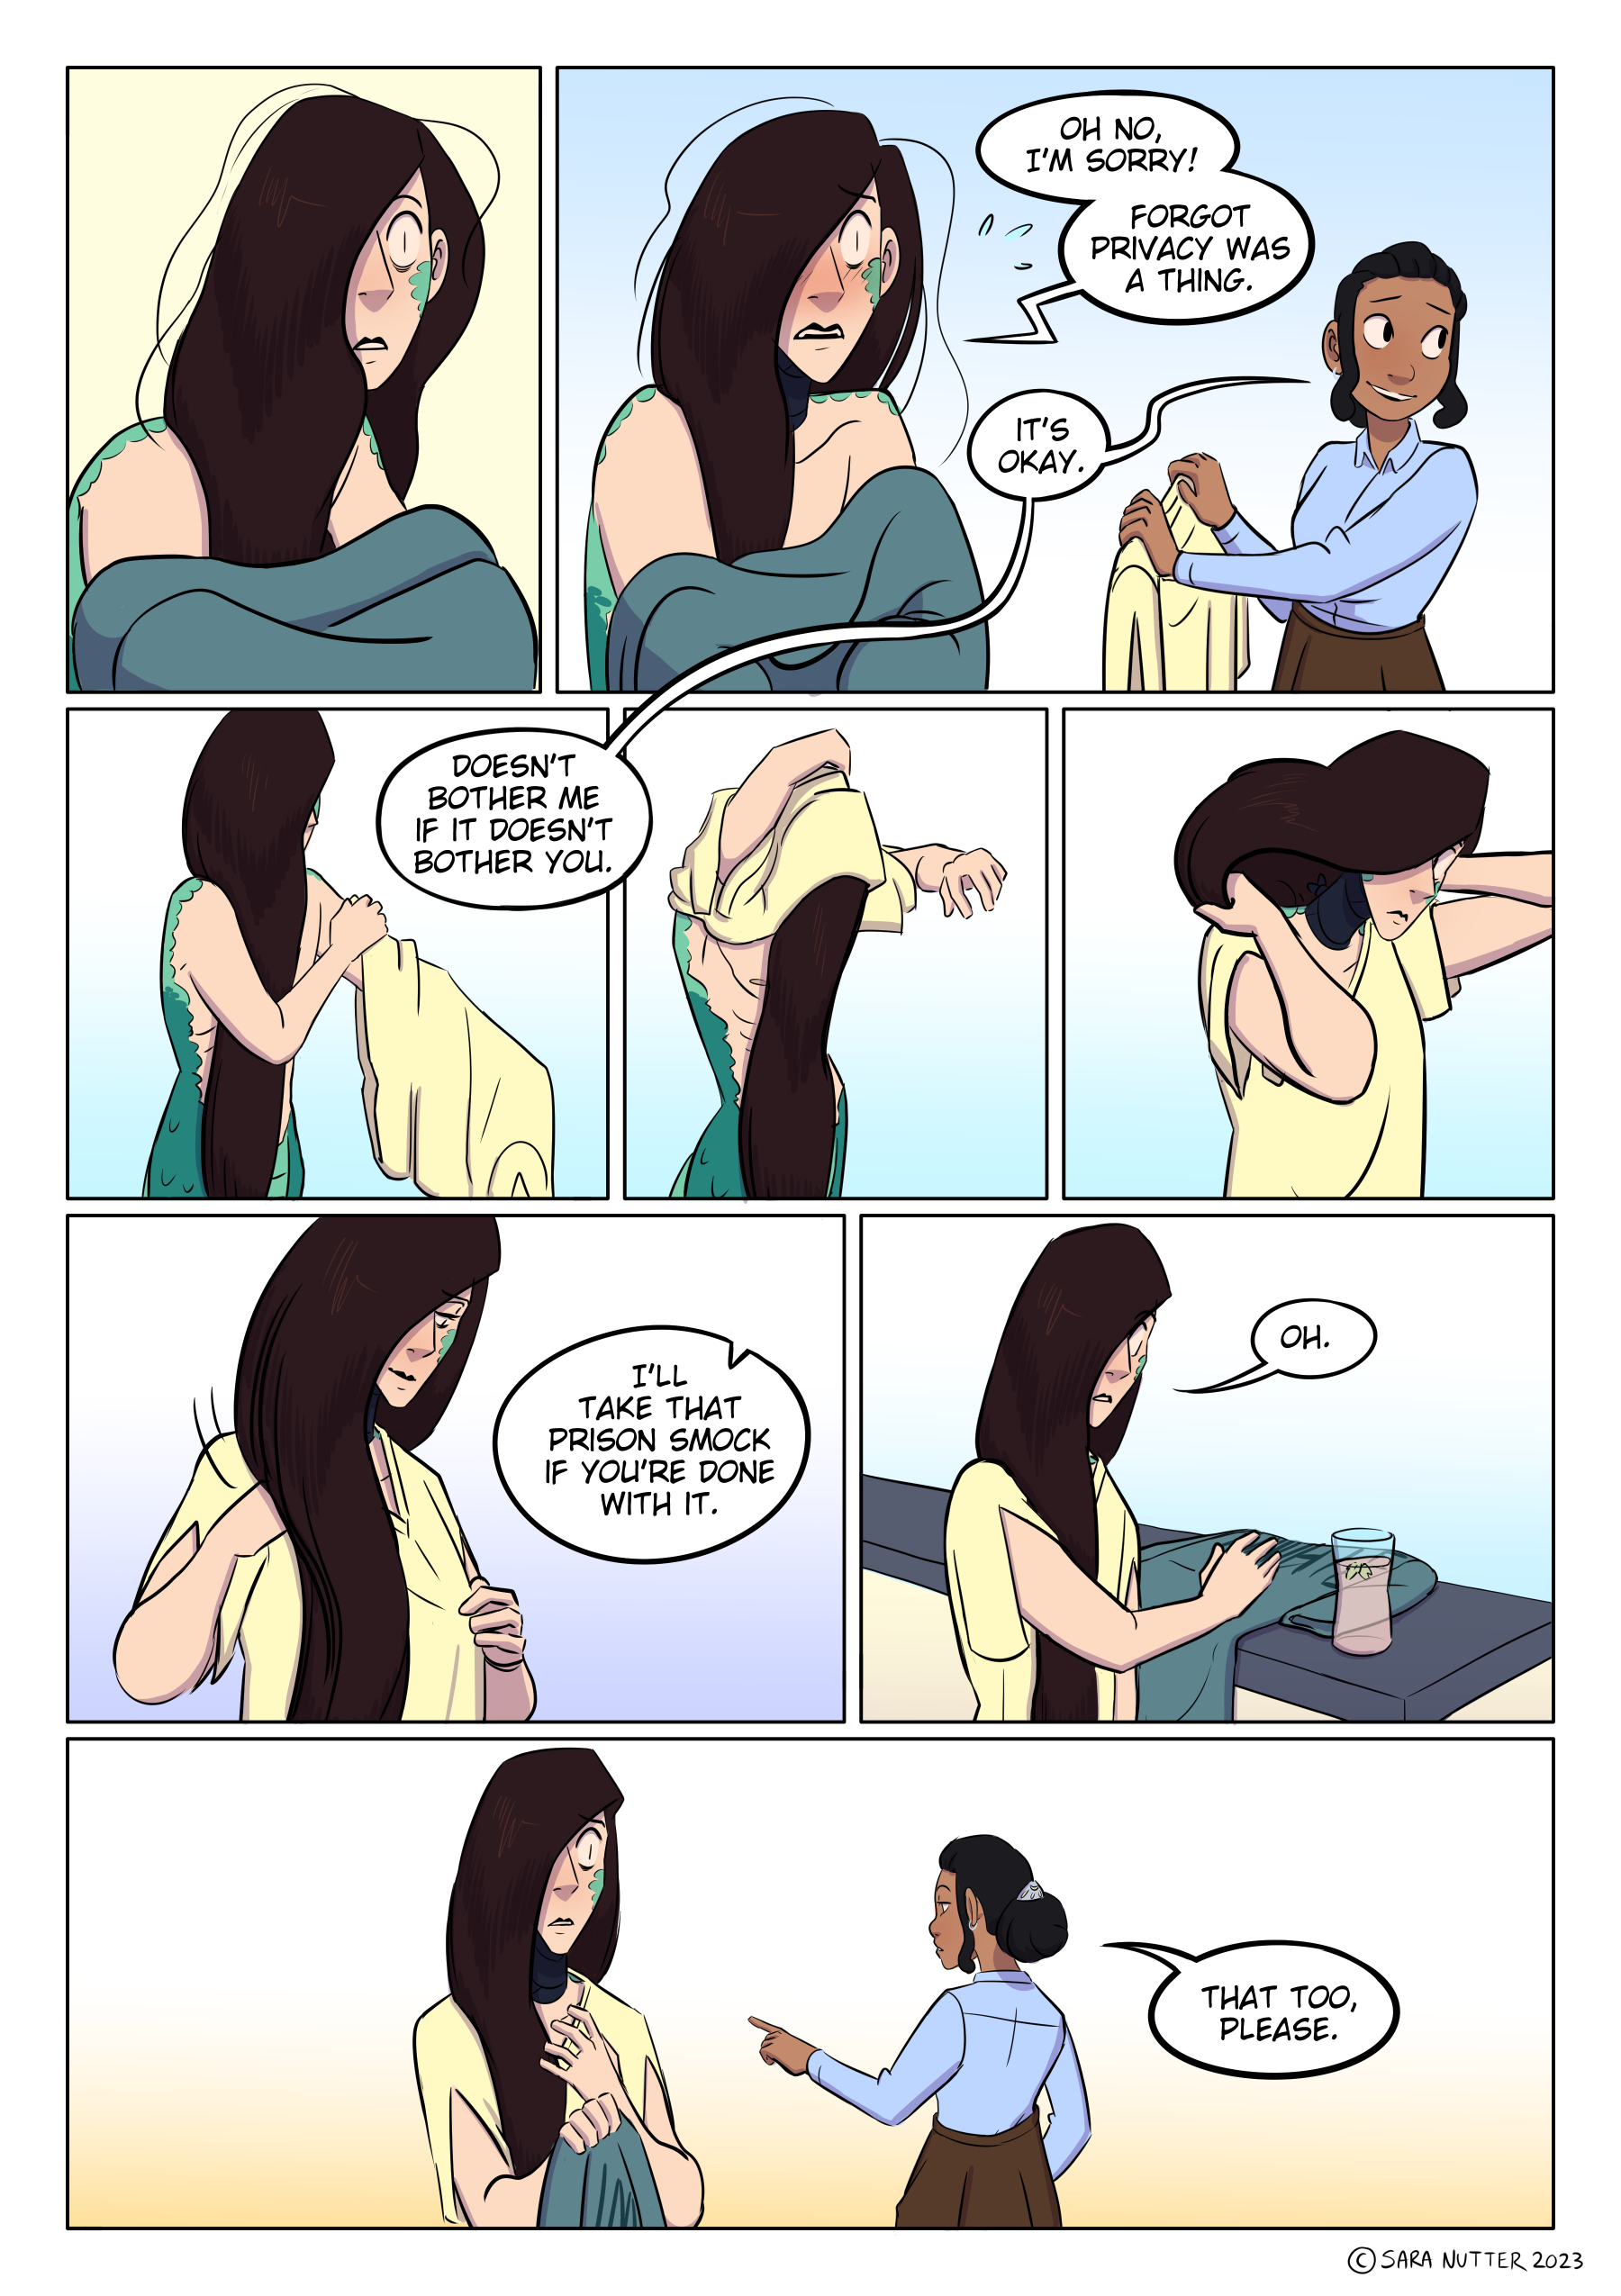 OH NO,
I'M SORRY!
FORGOT
PRIVACY WAS
A THING.
IT'S
OKAY.
DOESN'T
BOTHER ME
IF IT DOESN'T
BOTHER YOU.
I'LL
TAKE THAT
PRISON SMOCK
IF YOU'RE DONE
WITH IT.
OH.
THAT TOO,
PLEASE.
© SARA NUTTER 2023